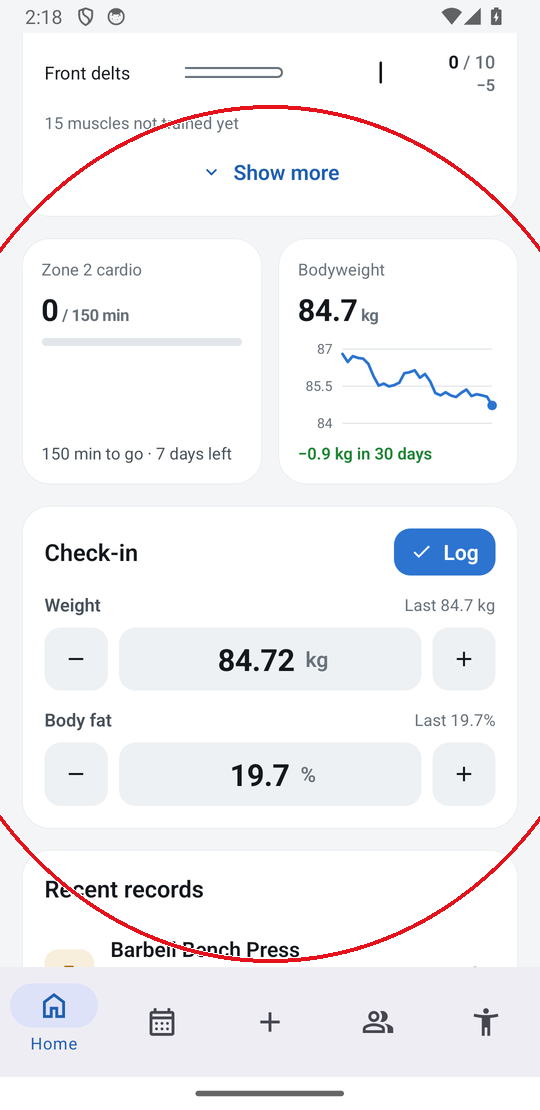 2:18
Front delts
0 / 10
−5
15 muscles not trained yet
Show more
Zone 2 cardio
0 / 150 min
150 min to go · 7 days left
Bodyweight
84.7 kg
87
85.5
84
−0.9 kg in 30 days
Check-in
Log
Weight
Last 84.7 kg
− 84.72 kg +
Body fat
Last 19.7%
− 19.7 % +
Recent records
Barbell Bench Press
Home